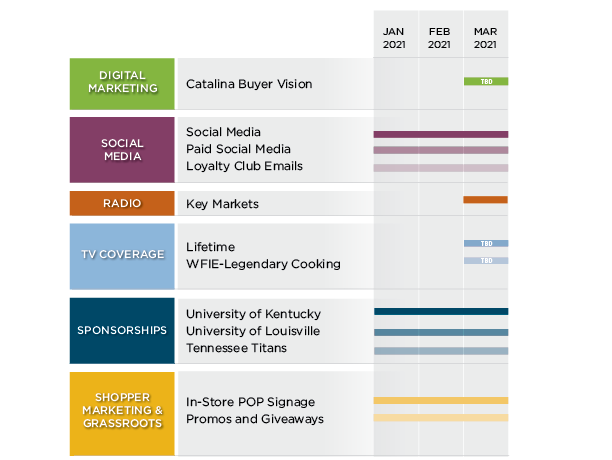 JAN 2021
FEB 2021
MAR 2021
DIGITAL MARKETING
Catalina Buyer Vision
TBD
SOCIAL MEDIA
Social Media
Paid Social Media
Loyalty Club Emails
RADIO
Key Markets
TV COVERAGE
Lifetime
TBD
WFIE-Legendary Cooking
TBD
SPONSORSHIPS
University of Kentucky
University of Louisville
Tennessee Titans
SHOPPER MARKETING & GRASSROOTS
In-Store POP Signage
Promos and Giveaways